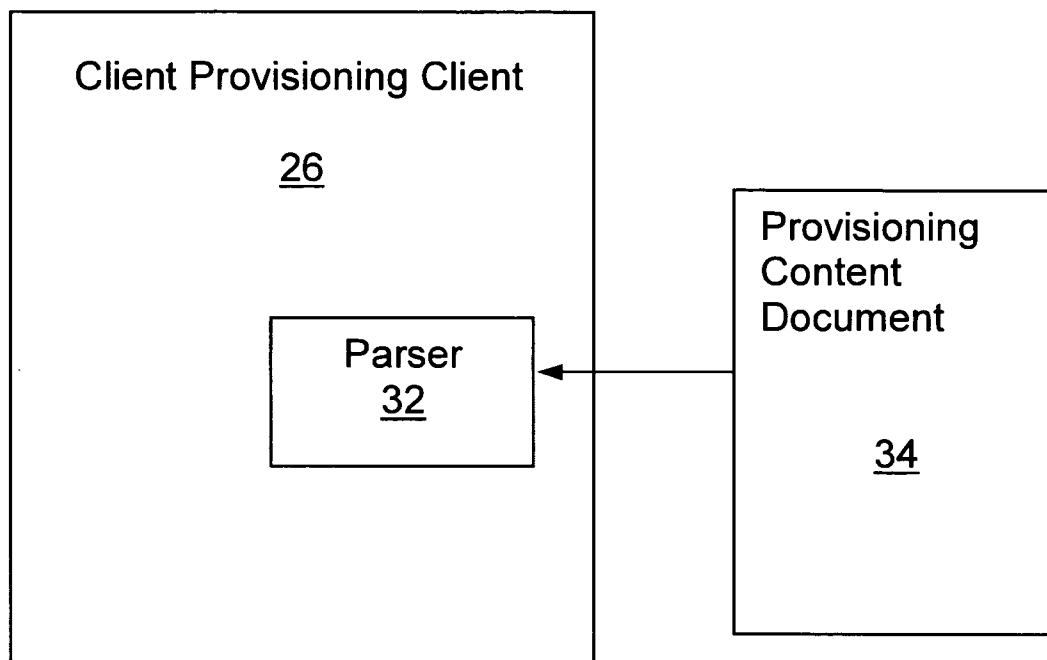 Client Provisioning Client
26
Parser
32
Provisioning
Content
Document
34